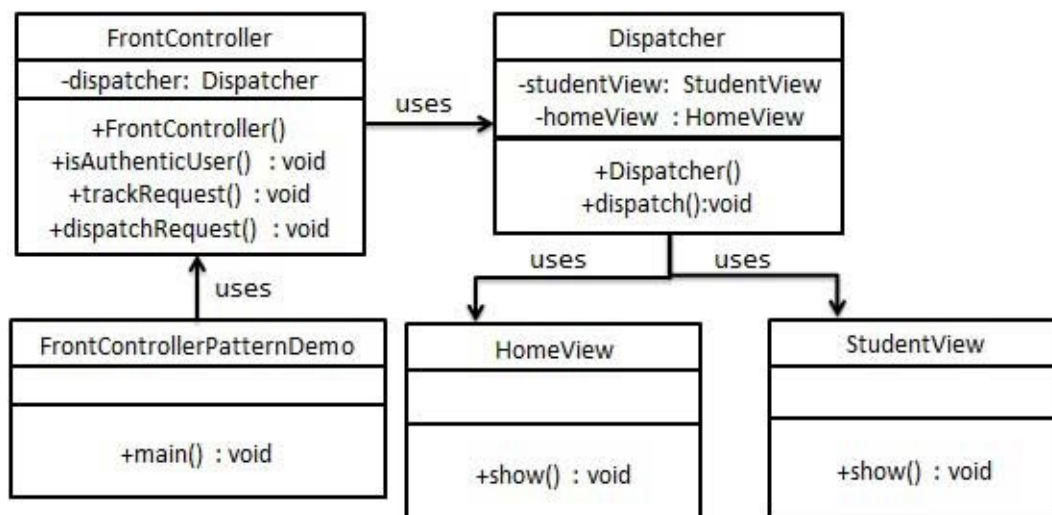 FrontController
-dispatcher: Dispatcher
+FrontController()
+isAuthenticUser() : void
+trackRequest() : void
+dispatchRequest() : void
uses
Dispatcher
-studentView: StudentView
-homeView : HomeView
+Dispatcher()
+dispatch():void
uses
uses
uses
FrontControllerPatternDemo
+main() : void
HomeView
+show() : void
StudentView
+show() : void